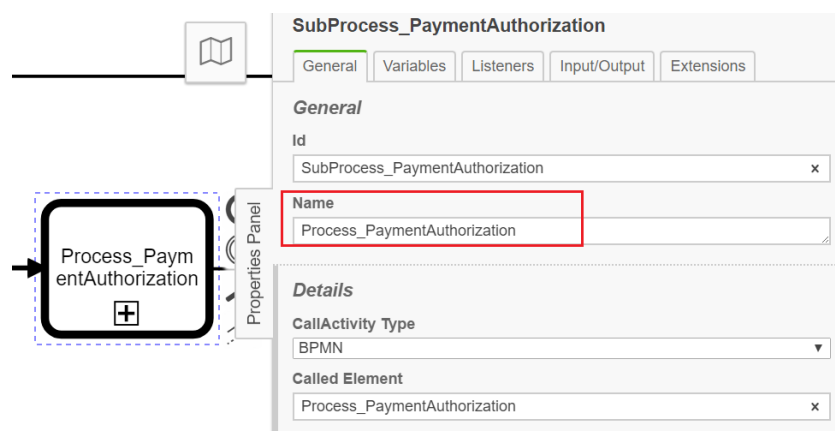 SubProcess_PaymentAuthorization
General Variables Listeners Input/Output Extensions
General
Id
SubProcess_PaymentAuthorization x
Name
Process_PaymentAuthorization
Process_Paym
entAuthorization
Properties Panel
Details
CallActivity Type
BPMN
Called Element
Process_PaymentAuthorization x